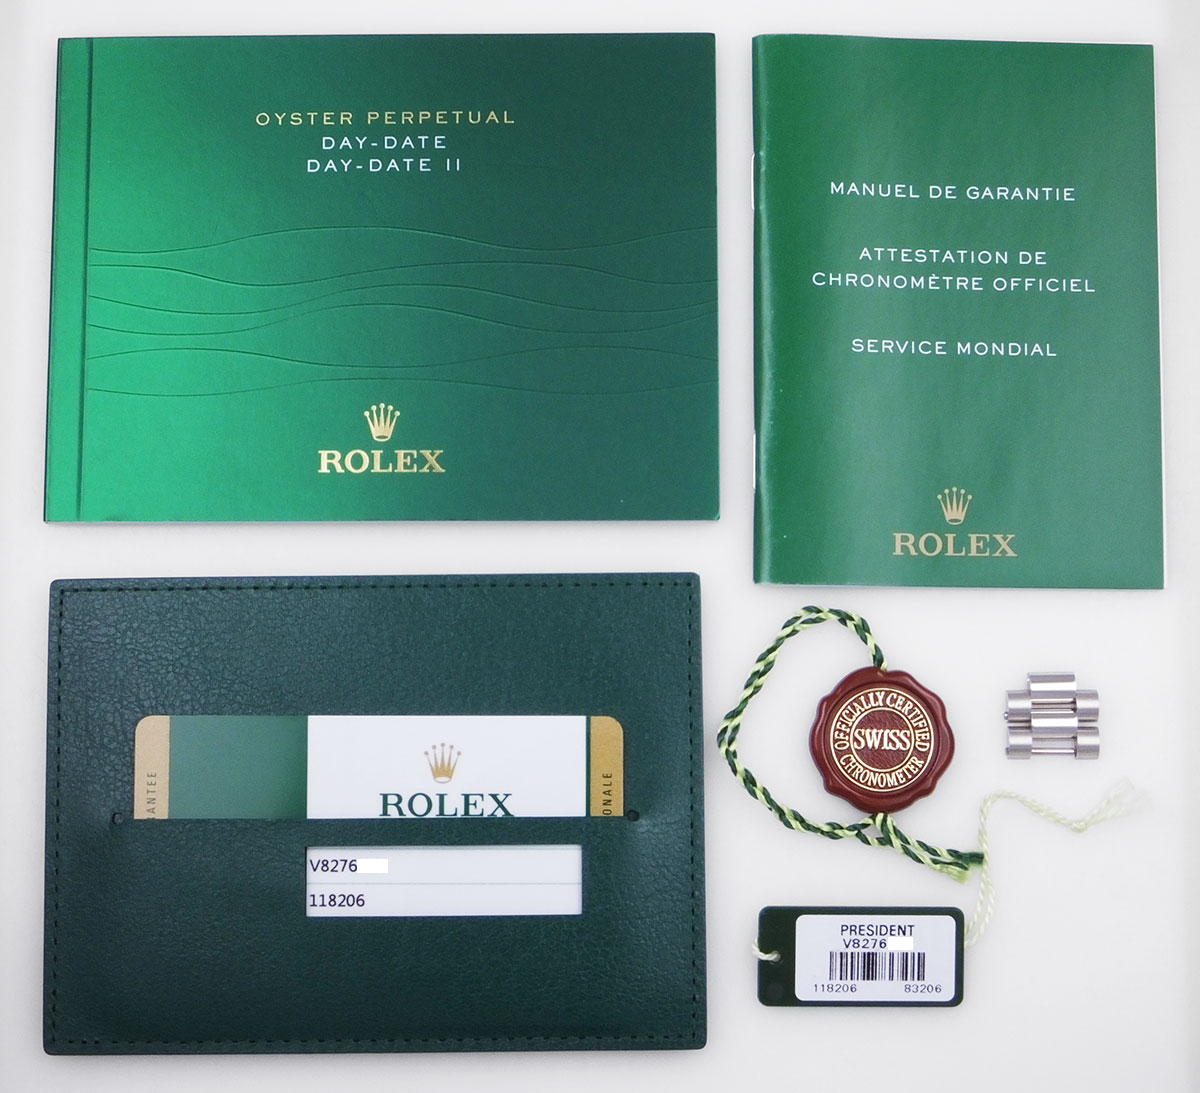 OYSTER PERPETUAL
DAY-DATE
DAY-DATE II
ROLEX
MANUEL DE GARANTIE
ATTESTATION DE
CHRONOMÈTRE OFFICIEL
SERVICE MONDIAL
ROLEX
ANTEE
ROLEX
ONALE
V8276
118206
OFFICIALLY CERTIFIED
SWISS
CHRONOMETER
PRESIDENT
V8276
118206 83206